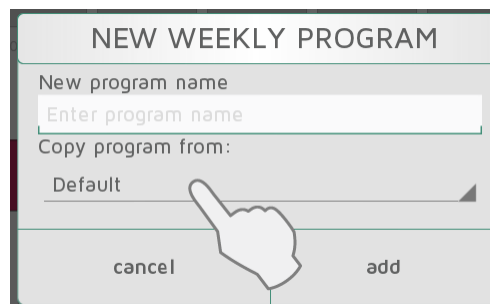 NEW WEEKLY PROGRAM
New program name
Enter program name
Copy program from:
Default
cancel
add